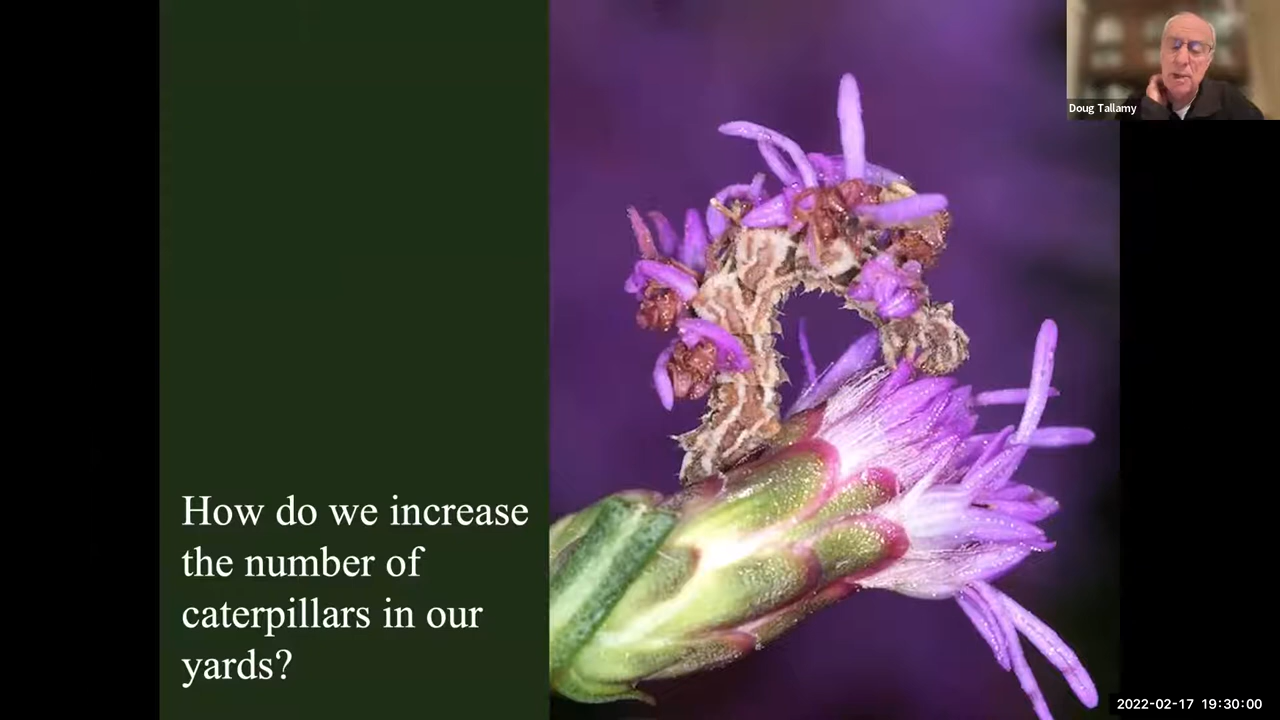 Doug Tallamy
How do we increase
the number of
caterpillars in our
yards?
2022-02-17 19:30:00